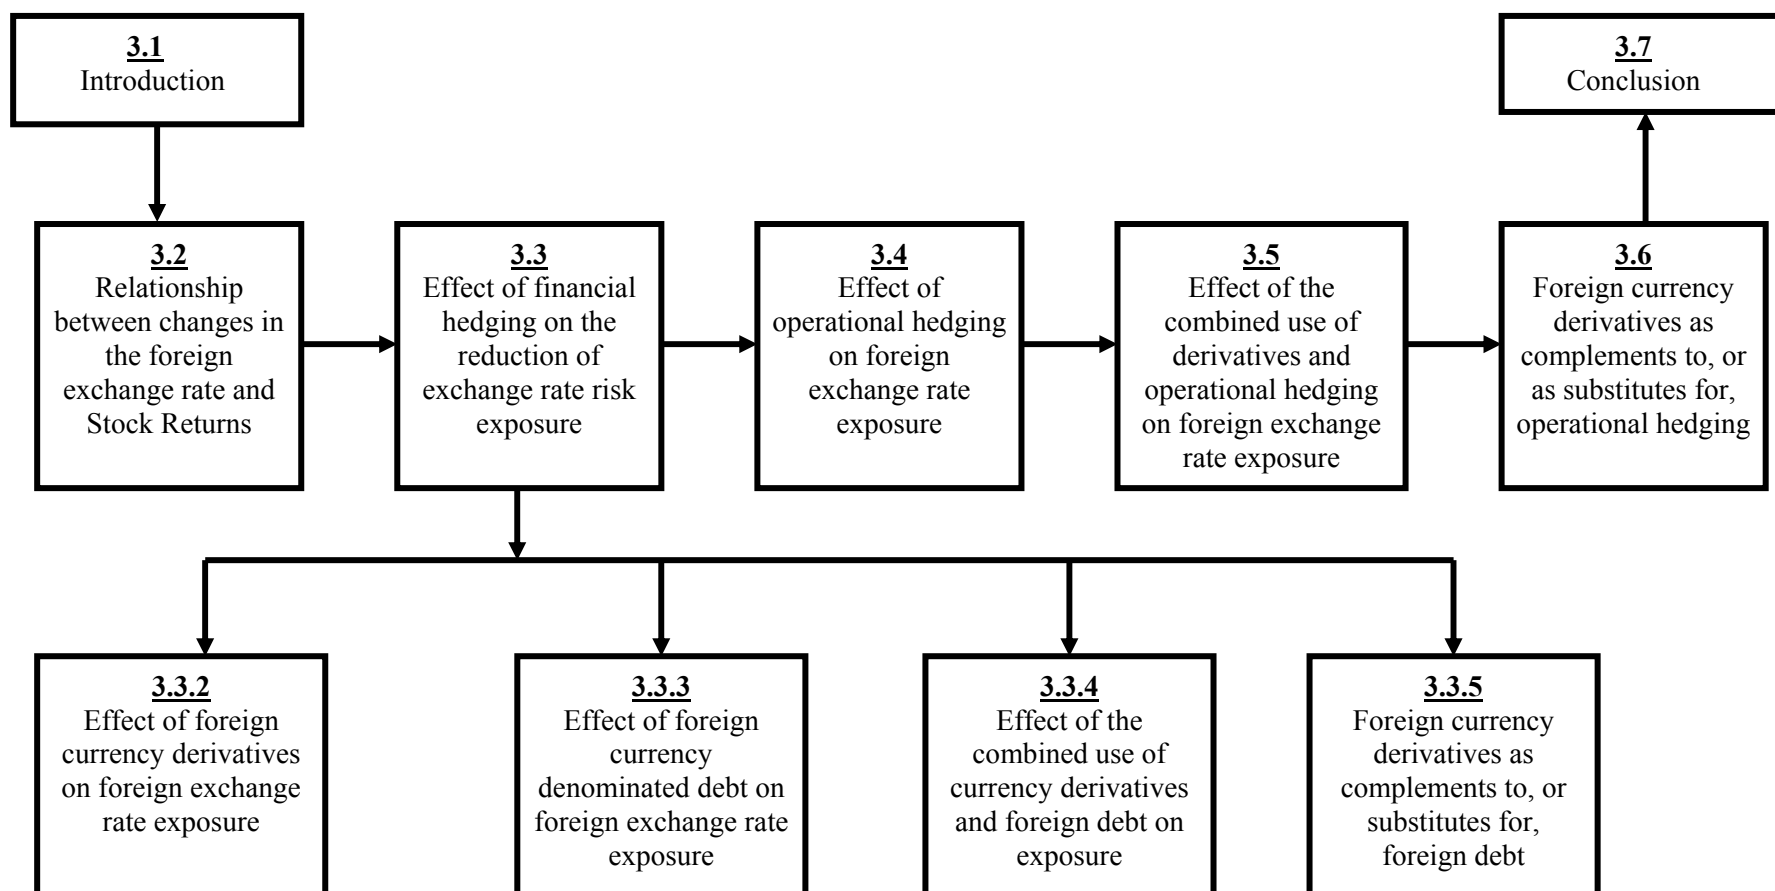 3.1
Introduction
3.7
Conclusion
3.2
Relationship
between changes in
the foreign
exchange rate and
Stock Returns
3.3
Effect of financial
hedging on the
reduction of
exchange rate risk
exposure
3.4
Effect of
operational hedging
on foreign
exchange rate
exposure
3.5
Effect of the
combined use of
derivatives and
operational hedging
on foreign exchange
rate exposure
3.6
Foreign currency
derivatives as
complements to, or
as substitutes for,
operational hedging
3.3.2
Effect of foreign
currency derivatives
on foreign exchange
rate exposure
3.3.3
Effect of foreign
currency
denominated debt on
foreign exchange rate
exposure
3.3.4
Effect of the
combined use of
currency derivatives
and foreign debt on
exposure
3.3.5
Foreign currency
derivatives as
complements to, or
substitutes for,
foreign debt